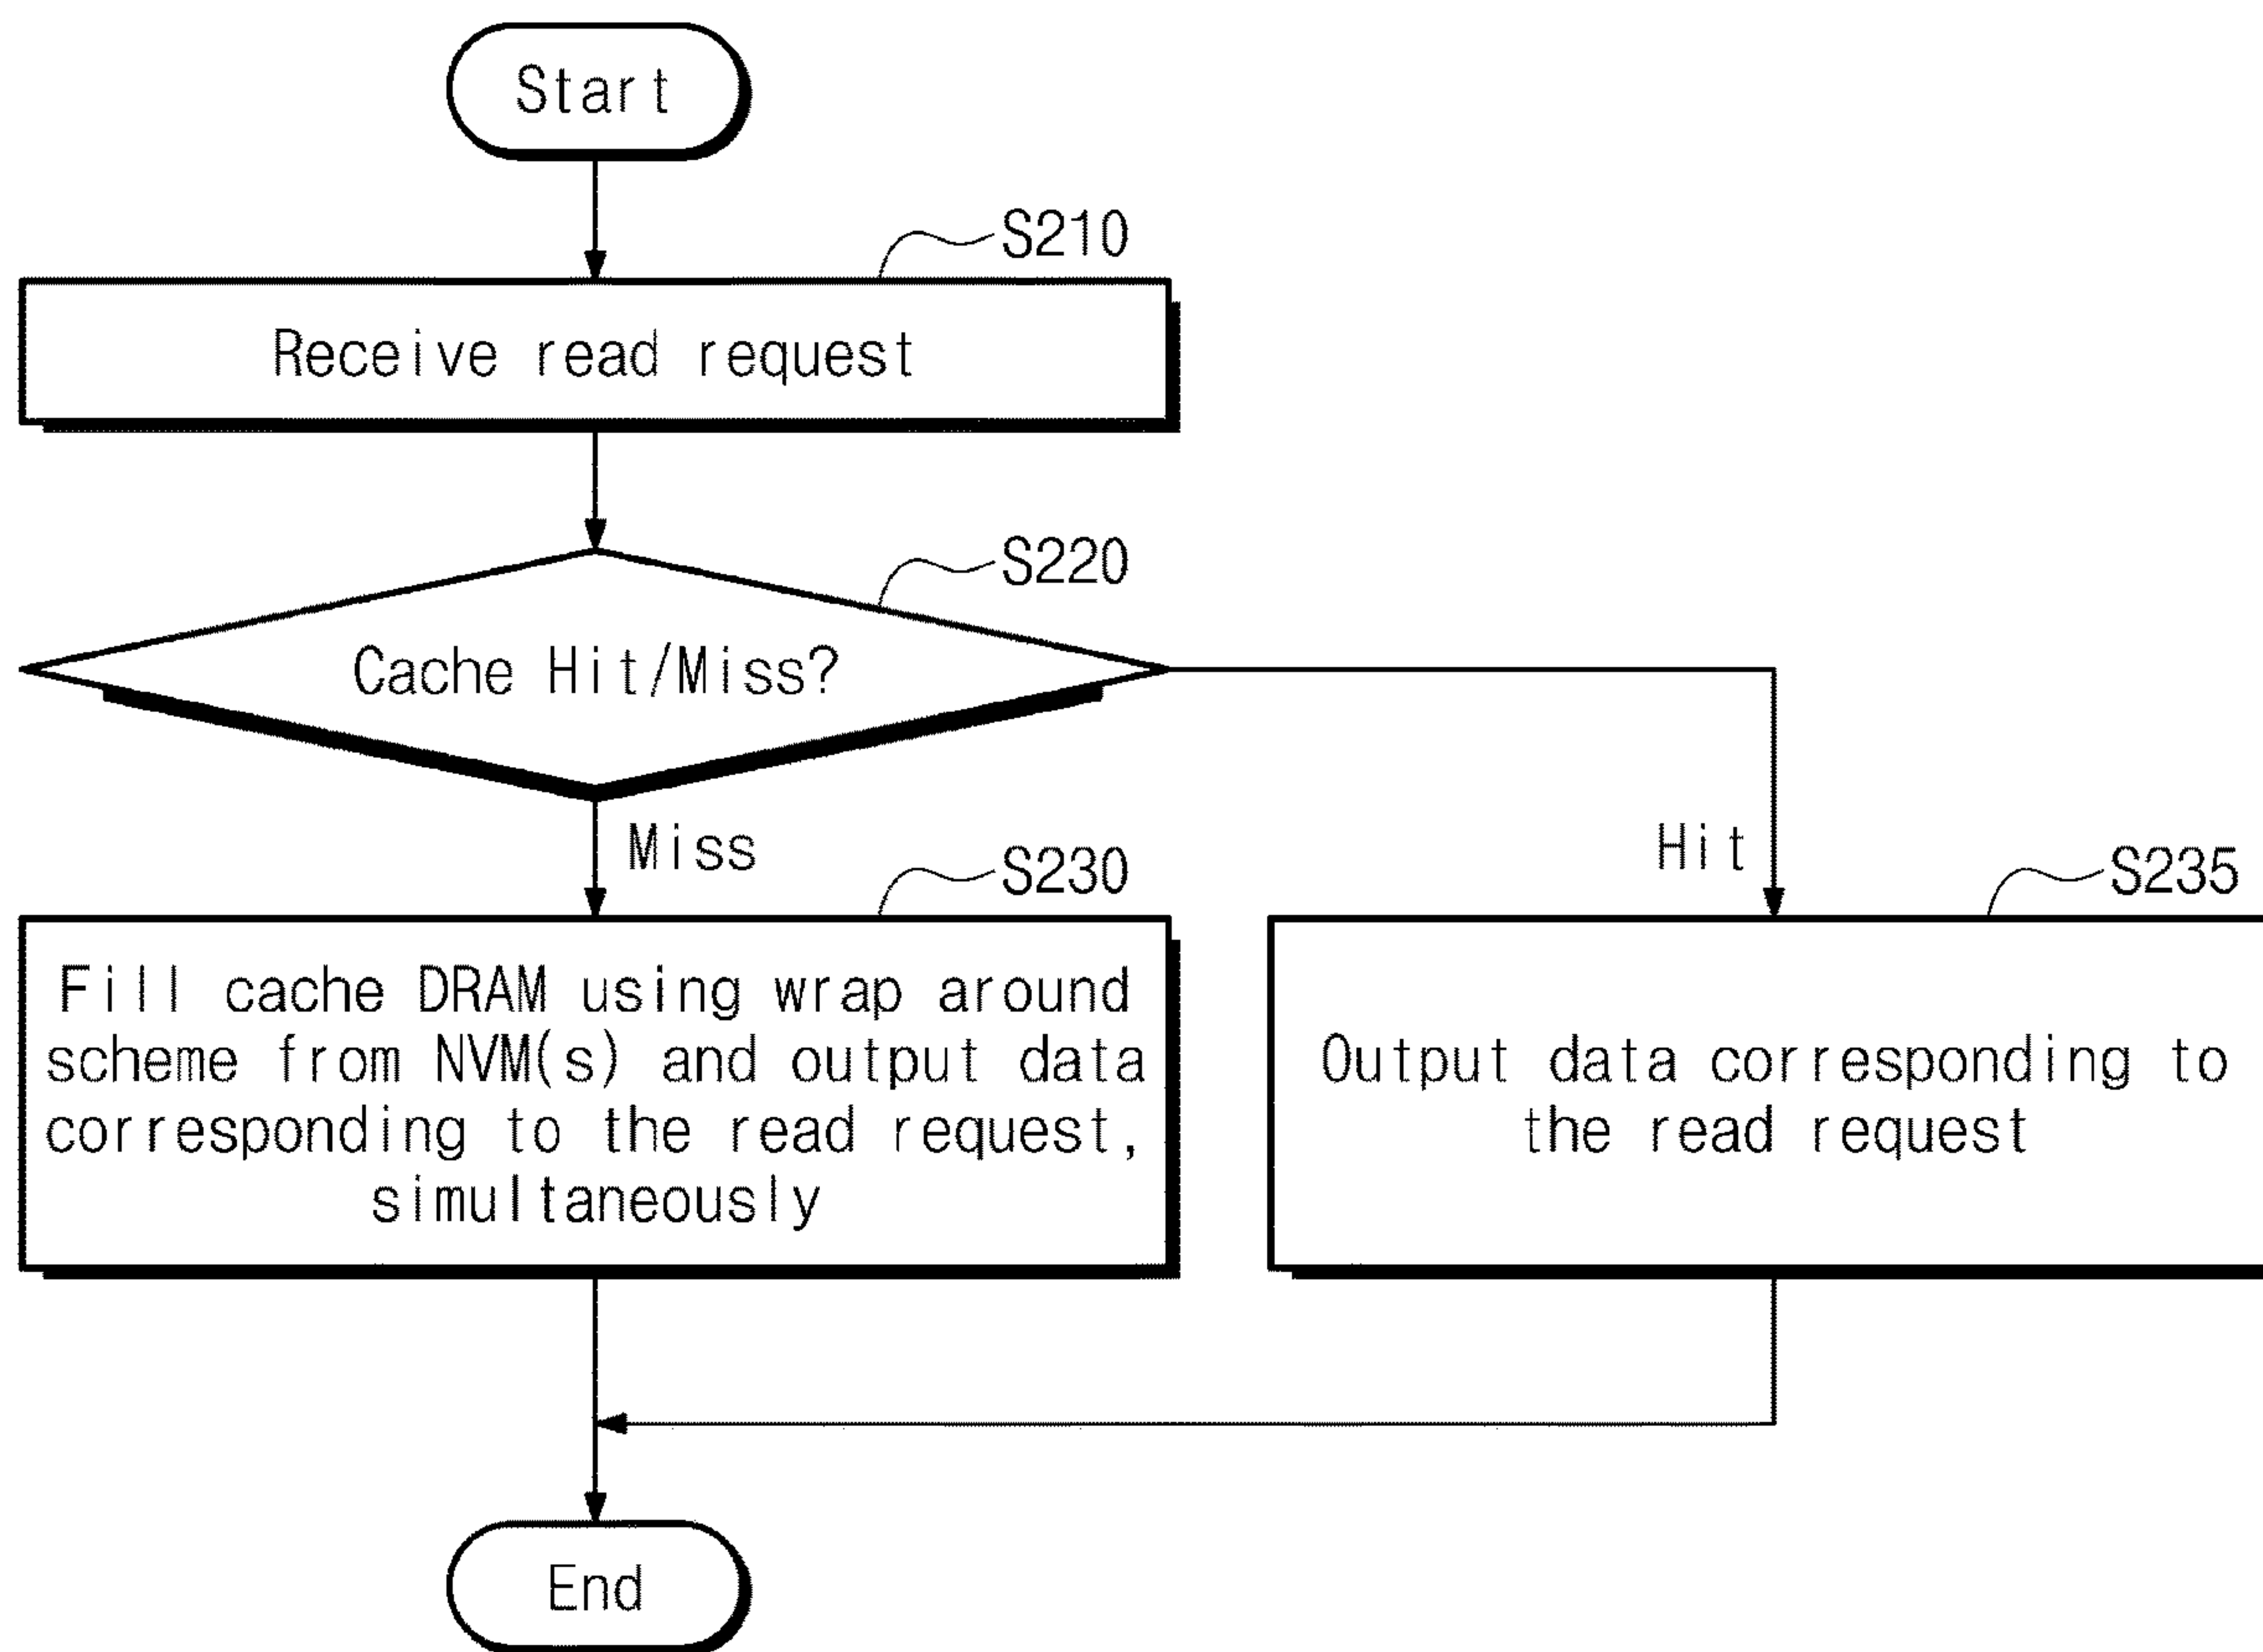 Start
S210
Receive read request
S220
Cache Hit/Miss?
Miss
Hit
S230
S235
Fill cache DRAM using wrap around
scheme from NVM(s) and output data
corresponding to the read request,
simultaneously
Output data corresponding to
the read request
End